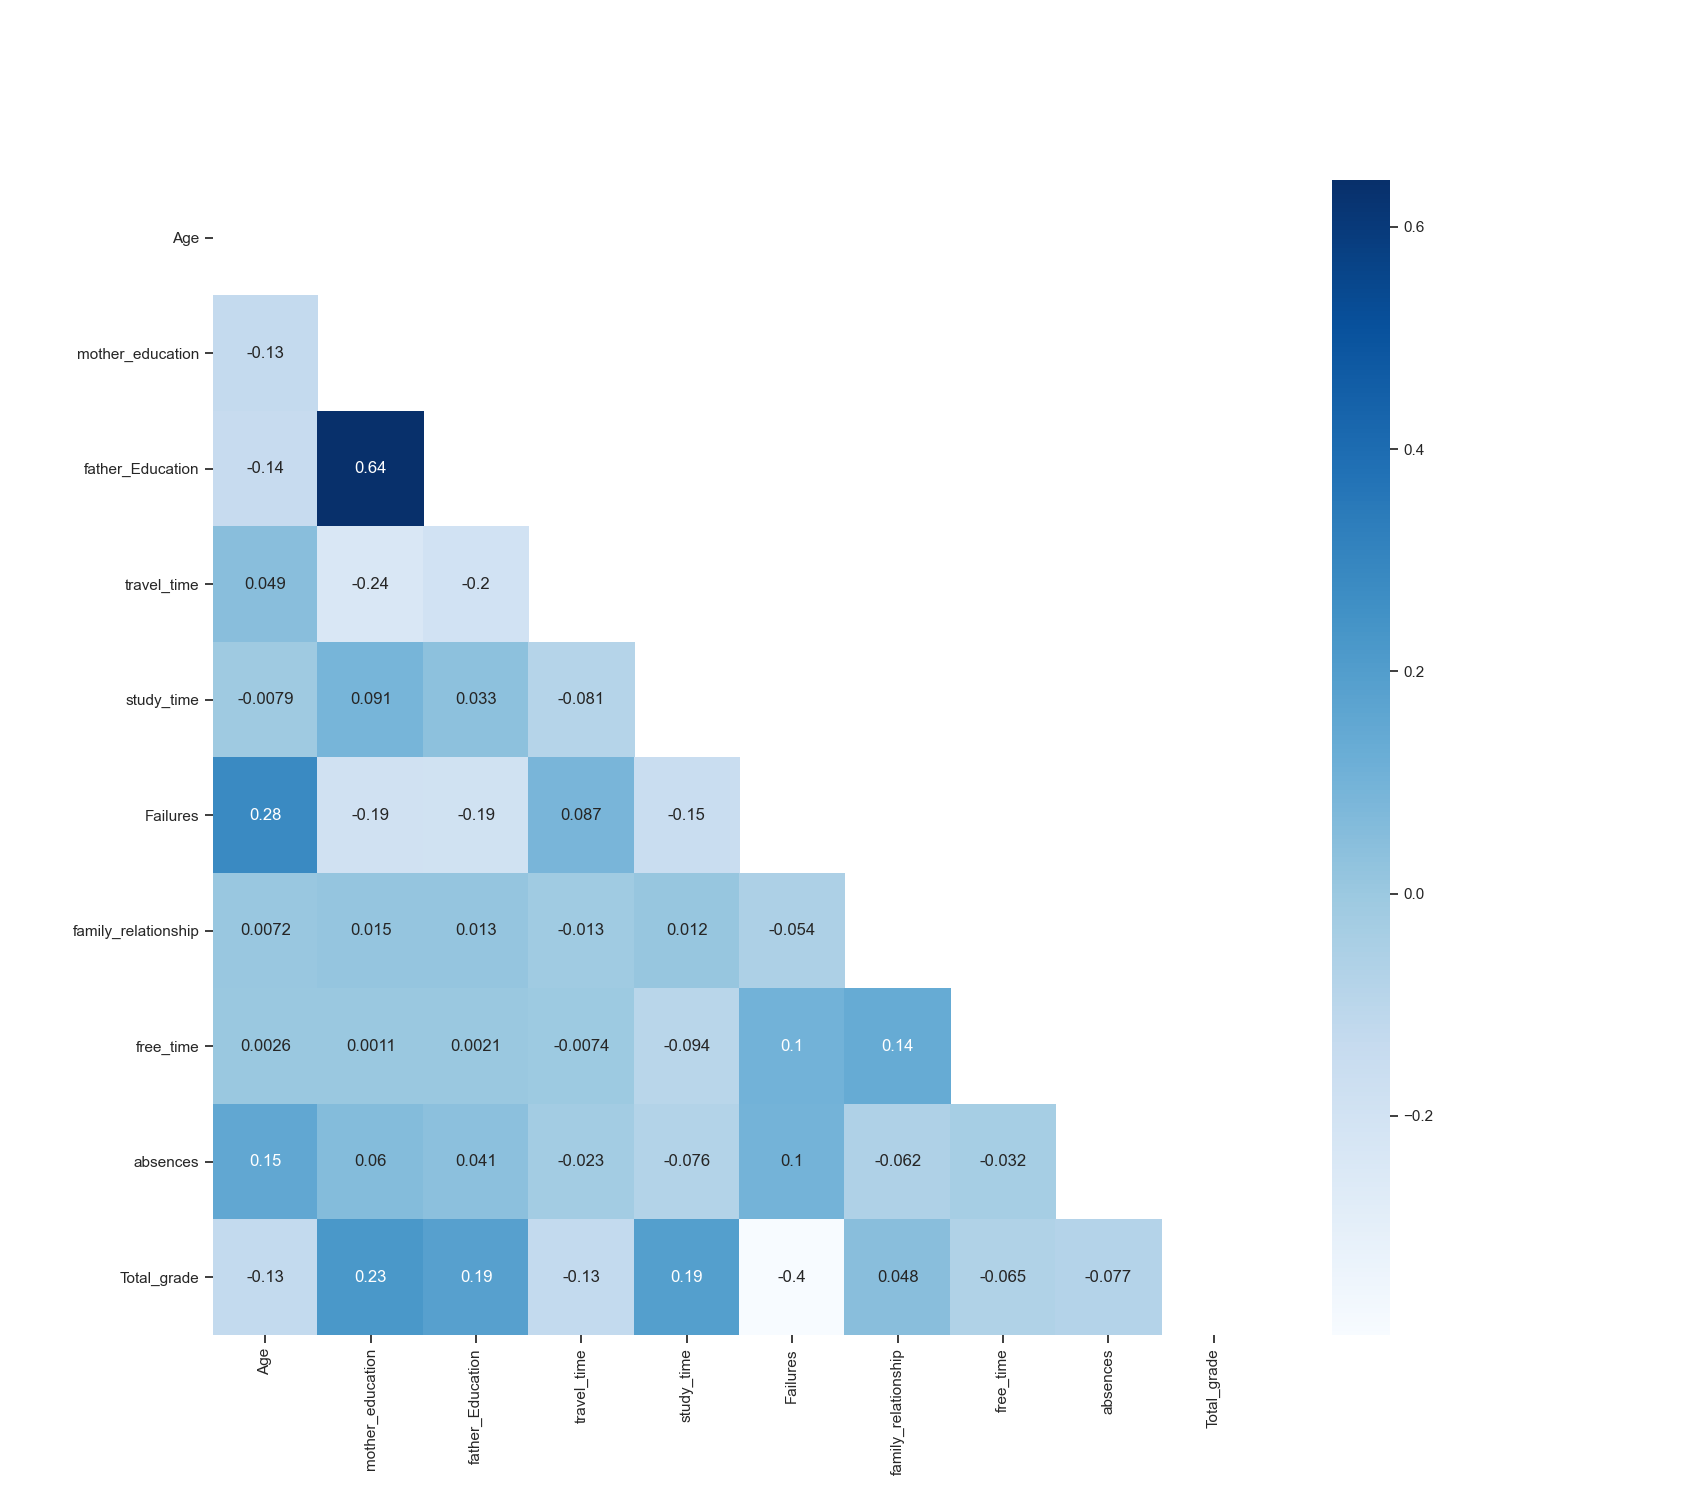 Age
mother_education -0.13
father_Education -0.14 0.64
travel_time 0.049 -0.24 -0.2
study_time -0.0079 0.091 0.033 -0.081
Failures 0.28 -0.19 -0.19 0.087 -0.15
family_relationship 0.0072 0.015 0.013 -0.013 0.012 -0.054
free_time 0.0026 0.0011 0.0021 -0.0074 -0.094 0.1 0.14
absences 0.15 0.06 0.041 -0.023 -0.076 0.1 -0.062 -0.032
Total_grade -0.13 0.23 0.19 -0.13 0.19 -0.4 0.048 -0.065 -0.077
Age
mother_education
father_Education
travel_time
study_time
Failures
family_relationship
free_time
absences
Total_grade
0.6
0.4
0.2
0.0
−0.2